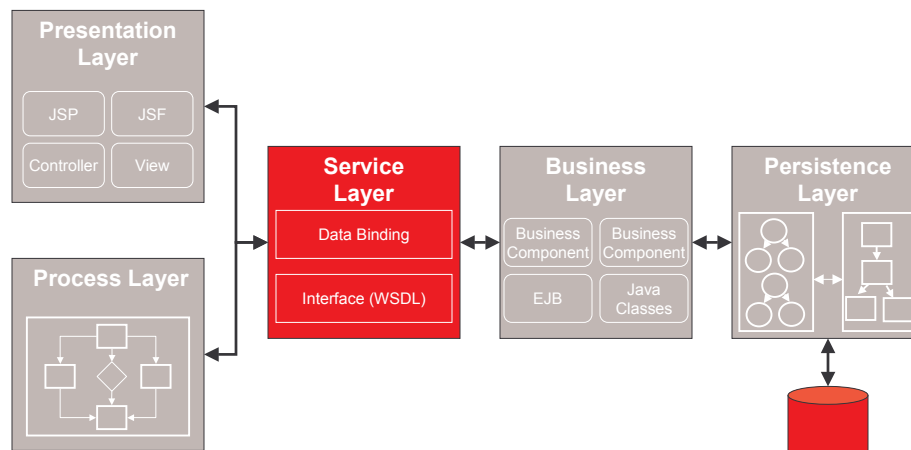 Presentation
Layer
JSP
JSF
Controller
View
Process Layer
Service
Layer
Data Binding
Interface (WSDL)
Business
Layer
Business
Component
Business
Component
EJB
Java
Classes
Persistence
Layer